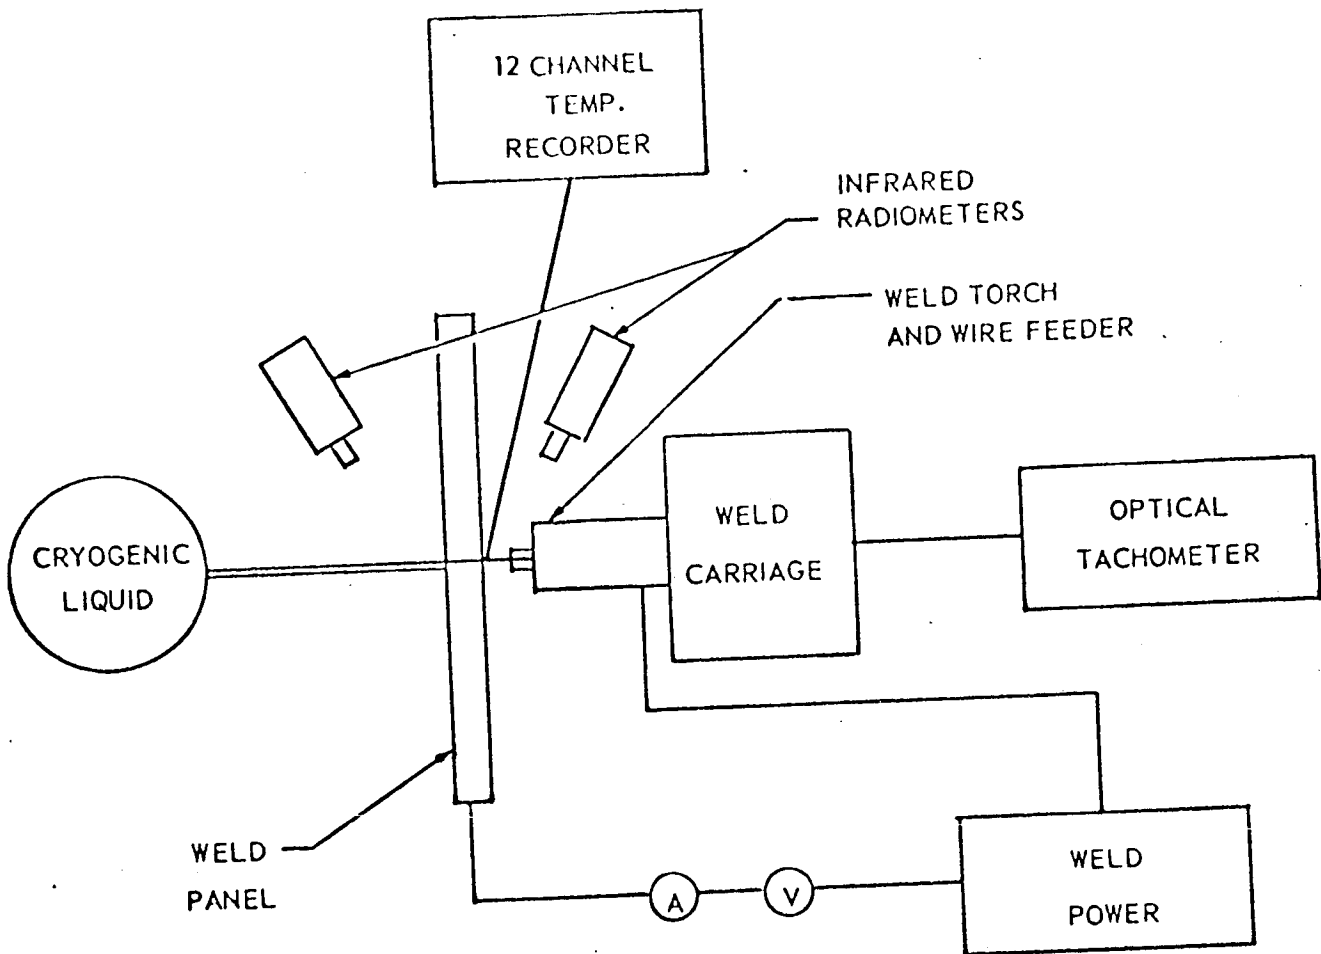 12 CHANNEL
TEMP.
RECORDER
INFRARED
RADIOMETERS
WELD TORCH
AND WIRE FEEDER
WELD
CARRIAGE
OPTICAL
TACHOMETER
CRYOGENIC
LIQUID
WELD
PANEL
A
V
WELD
POWER